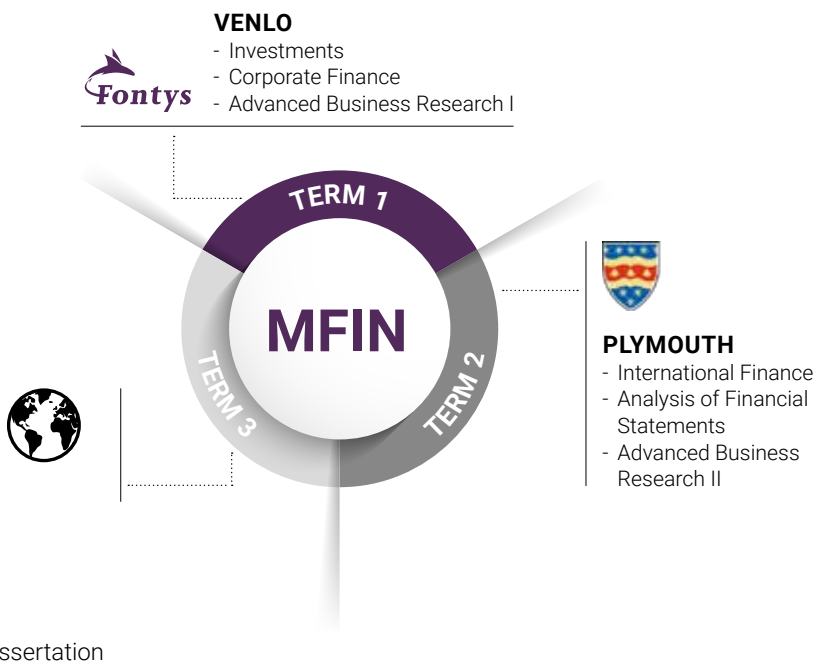 VENLO
- Investments
- Corporate Finance
- Advanced Business Research I
Fontys
TERM 1
MFIN
TERM 2
TERM 3
PLYMOUTH
- International Finance
- Analysis of Financial
Statements
- Advanced Business
Research II
ssertation